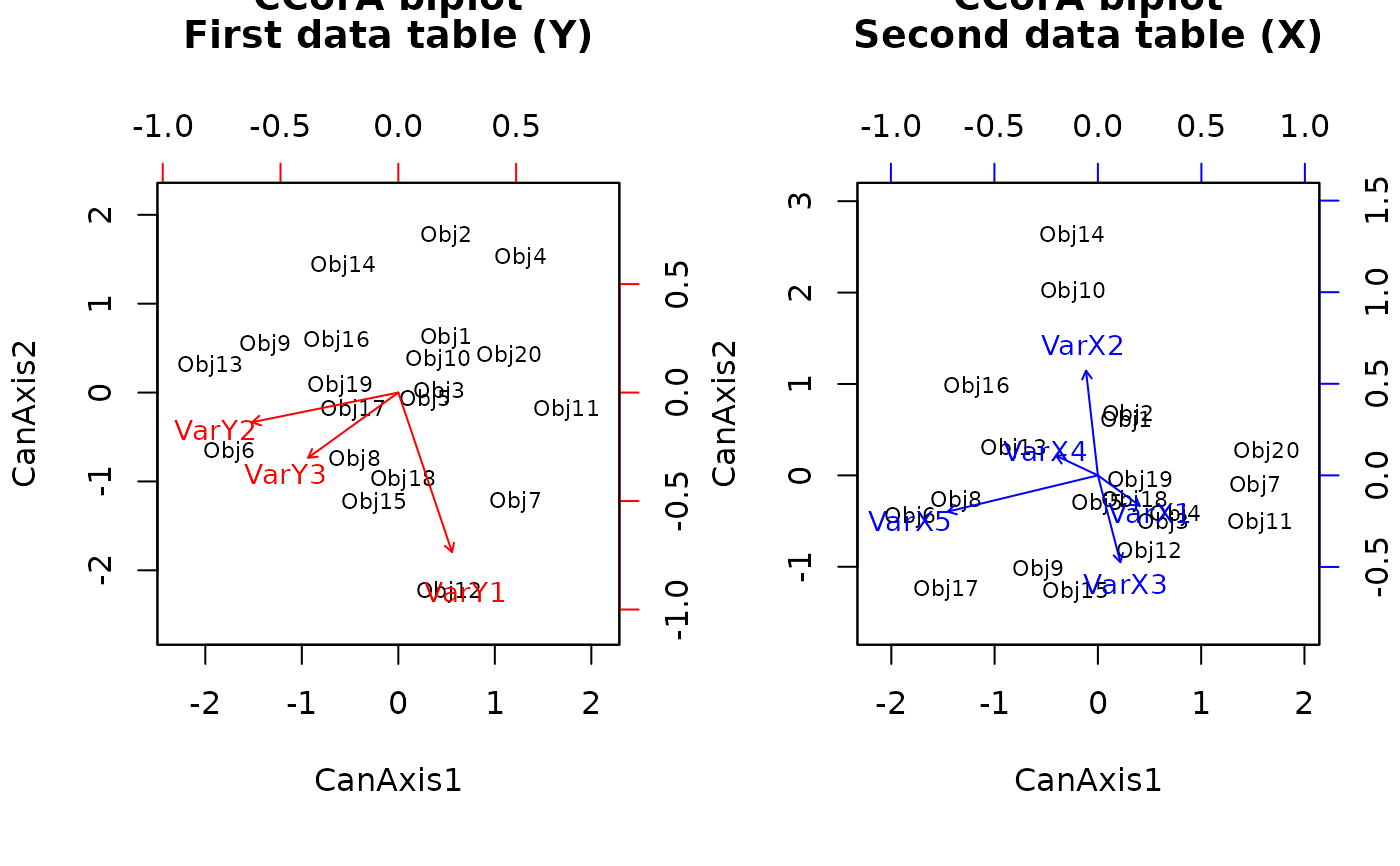 CCorA biplot
First data table (Y)
-1.0 -0.5 0.0 0.5
2
1
0
-1
-2
CanAxis2
Obj2
Obj4
Obj14
Obj1
Obj16
Obj9
Obj10
Obj20
Obj13
Obj19
Obj3
Obj5
Obj17
Obj11
VarY2
Obj6
Obj8
VarY3
Obj18
Obj15
Obj7
Obj12
VarY1
0.5
0.0
-0.5
-1.0
-2 -1 0 1 2
CanAxis1
CCorA biplot
Second data table (X)
-1.0 -0.5 0.0 0.5 1.0
3
2
1
0
-1
CanAxis2
Obj14
Obj10
VarX2
Obj16
Obj2
Obj1
Obj13
VarX4
Obj20
Obj19
Obj7
Obj8
Obj18
Obj5
Obj6
VarX5
VarX1
Obj4
Obj3
Obj11
Obj12
Obj9
VarX3
Obj17
Obj15
1.5
1.0
0.5
0.0
-0.5
-2 -1 0 1 2
CanAxis1